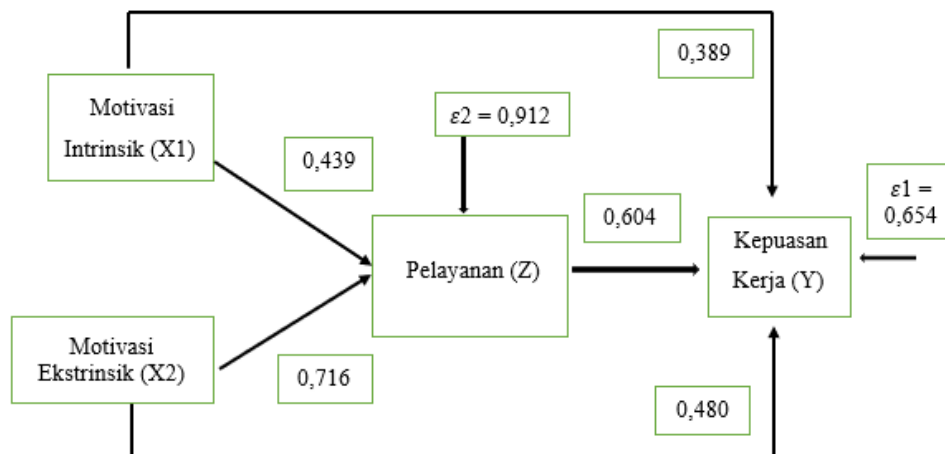 0,389
Motivasi
Intrinsik (X1)
ε2 = 0,912
0,439
ε1 =
0,654
0,604
Pelayanan (Z)
Kepuasan
Kerja (Y)
Motivasi
Ekstrinsik (X2)
0,716
0,480